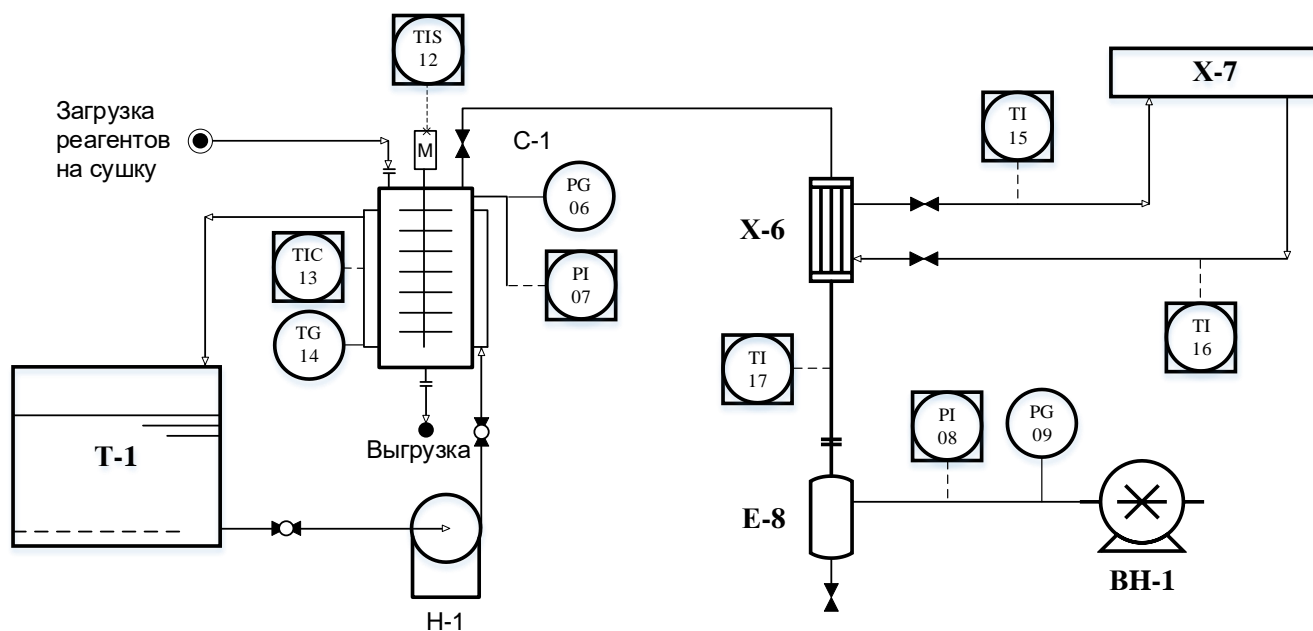 TIS
12
X-7
Загрузка
реагентов
на сушку
TI
15
M
С-1
PG
06
X-6
TIC
13
PI
07
TG
14
TI
16
TI
17
T-1
Выгрузка
PI
08
PG
09
E-8
ВН-1
Н-1